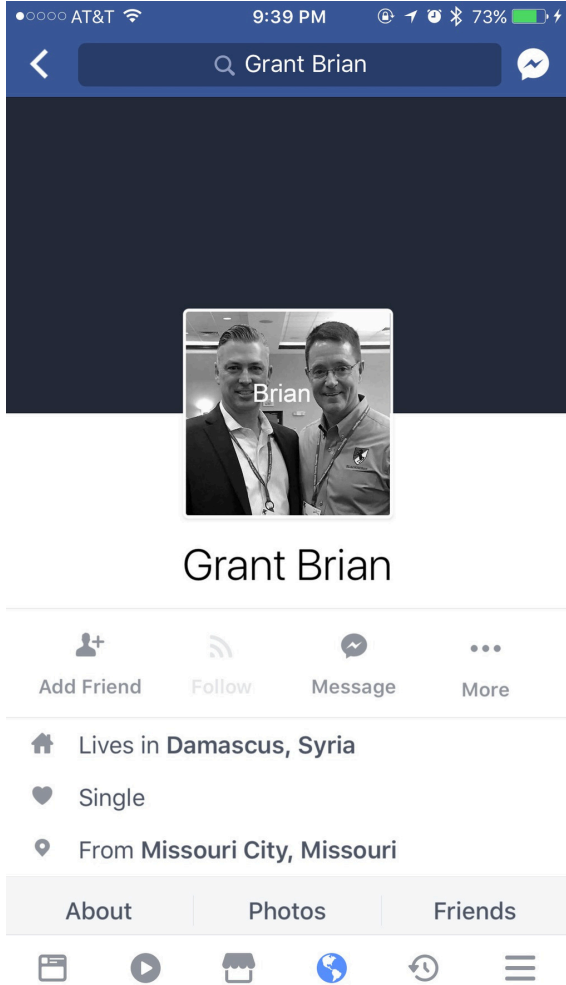 AT&T 9:39 PM 73%
Grant Brian
Brian
Grant Brian
Add Friend Follow Message More
Lives in Damascus, Syria
Single
From Missouri City, Missouri
About Photos Friends